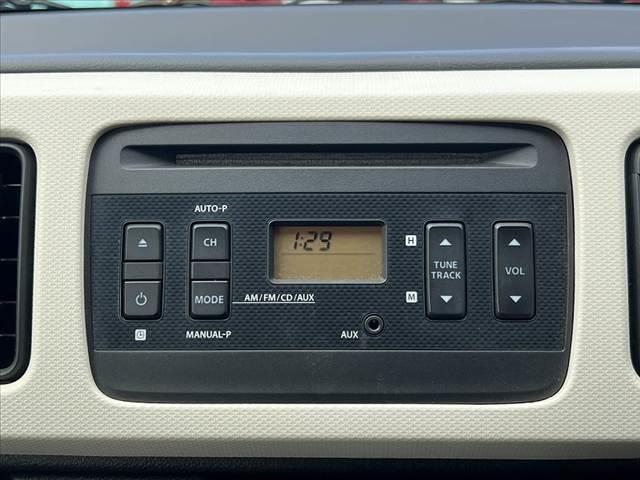 AUTO-P
CH
1:29
H
TUNE
TRACK
VOL
MODE
AM/FM/CD/AUX
M
MANUAL-P
AUX